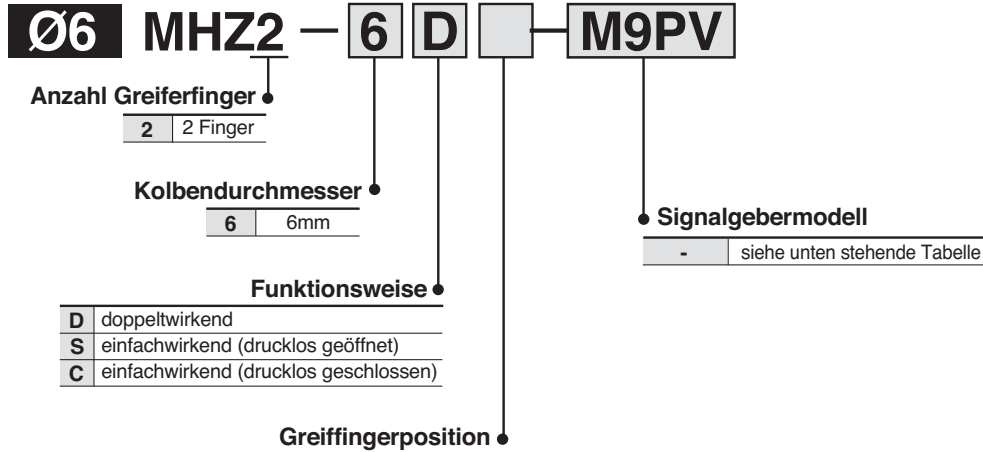 Ø6 MHZ2 — 6 D — M9PV
Anzahl Greiferfinger
2 2 Finger
Kolbendurchmesser
6 6mm
Signalgebermodell
- siehe unten stehende Tabelle
Funktionsweise
D doppeltwirkend
S einfachwirkend (drucklos geöffnet)
C einfachwirkend (drucklos geschlossen)
Greiffingerposition